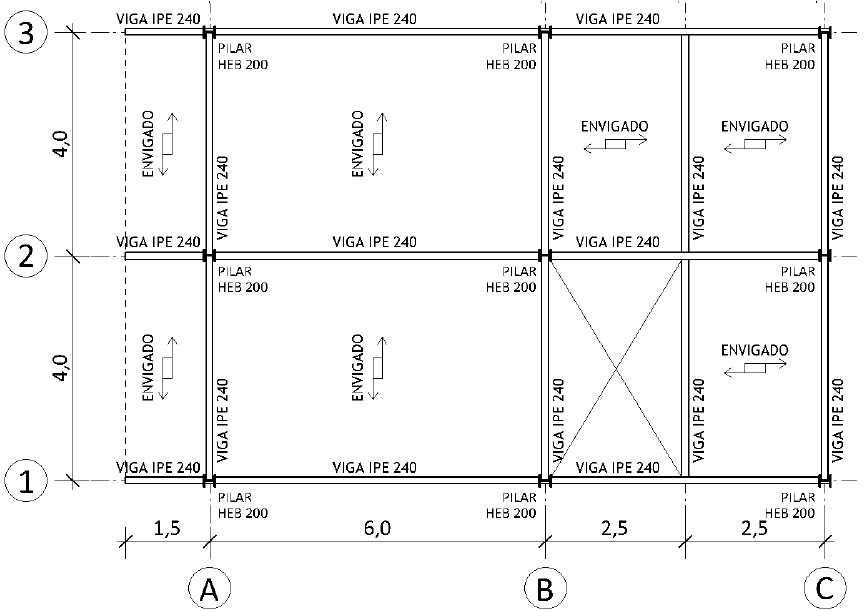 VIGA IPE 240
VIGA IPE 240
VIGA IPE 240
3
PILAR
HEB 200
PILAR
HEB 200
PILAR
HEB 200
4,0
ENVIGADO
ENVIGADO
ENVIGADO
ENVIGADO
VIGA IPE 240
VIGA IPE 240
VIGA IPE 240
VIGA IPE 240
VIGA IPE 240
VIGA IPE 240
VIGA IPE 240
2
PILAR
HEB 200
PILAR
HEB 200
PILAR
HEB 200
4,0
ENVIGADO
ENVIGADO
ENVIGADO
VIGA IPE 240
VIGA IPE 240
VIGA IPE 240
VIGA IPE 240
VIGA IPE 240
VIGA IPE 240
VIGA IPE 240
1
PILAR
HEB 200
PILAR
HEB 200
PILAR
HEB 200
1,5
6,0
2,5
2,5
A
B
C